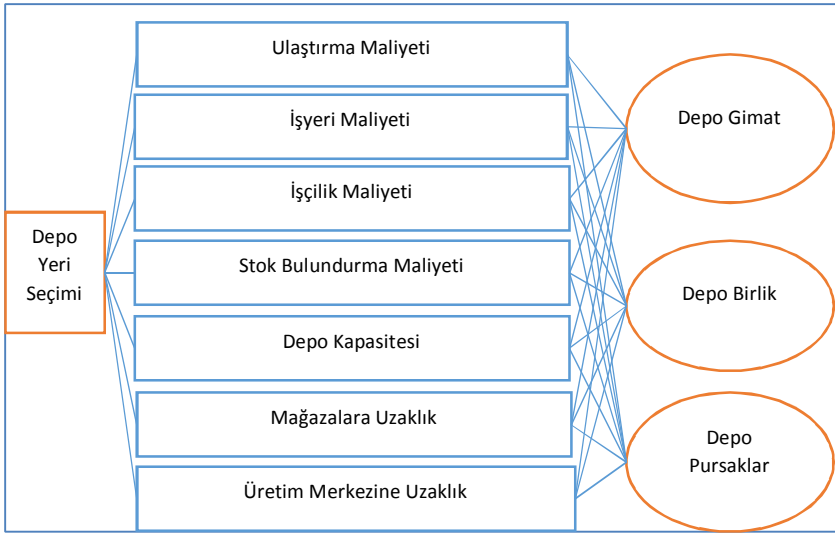 Depo
Yeri
Seçimi
Ulaştırma Maliyeti
İşyeri Maliyeti
İşçilik Maliyeti
Stok Bulundurma Maliyeti
Depo Kapasitesi
Mağazalara Uzaklık
Üretim Merkezine Uzaklık
Depo Gimat
Depo Birlik
Depo
Pursaklar